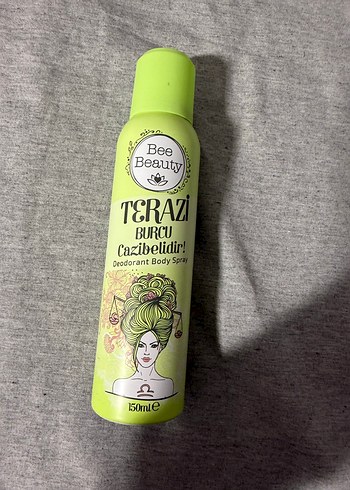 Bee
Beauty
TERAZİ
BURCU
Cazibelidir!
Deodorant Body Spray
150ml.℮